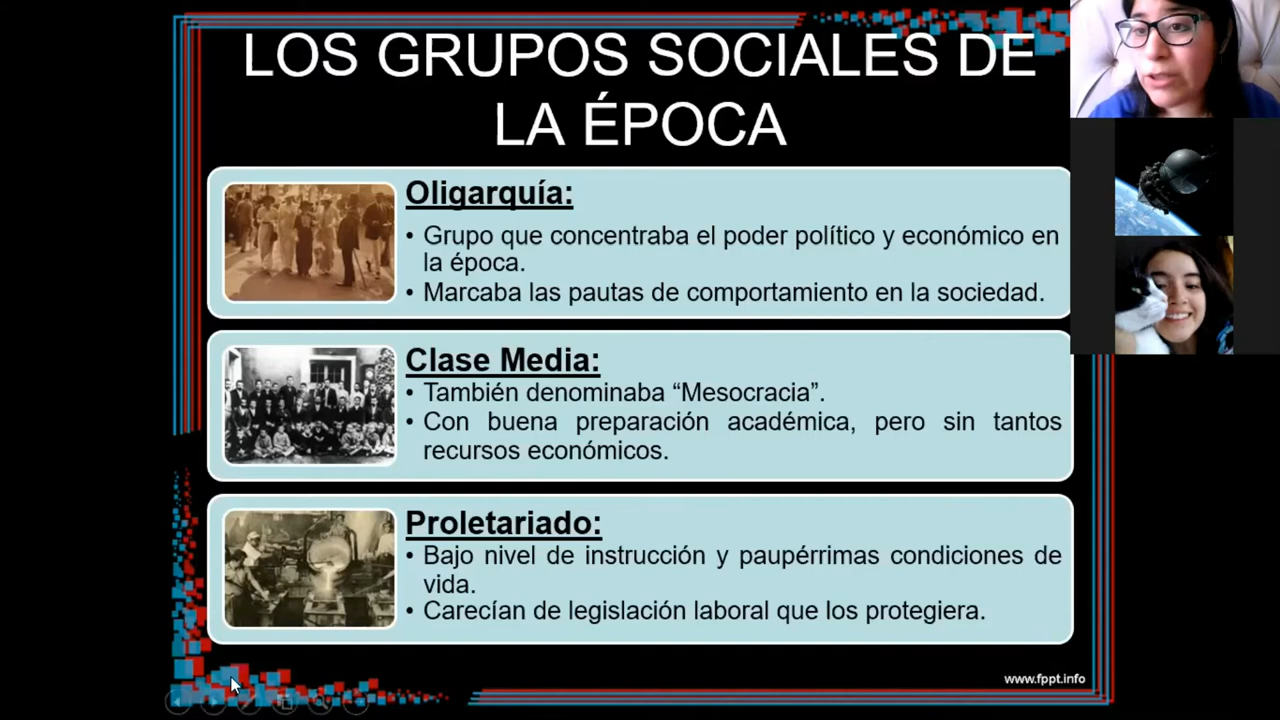 LOS GRUPOS SOCIALES DE
LA ÉPOCA
Oligarquía:
• Grupo que concentraba el poder político y económico en
la época.
• Marcaba las pautas de comportamiento en la sociedad.
Clase Media:
• También denominaba “Mesocracia”.
• Con buena preparación académica, pero sin tantos
recursos económicos.
Proletariado:
• Bajo nivel de instrucción y paupérrimas condiciones de
vida.
• Carecían de legislación laboral que los protegiera.
www.fppt.info